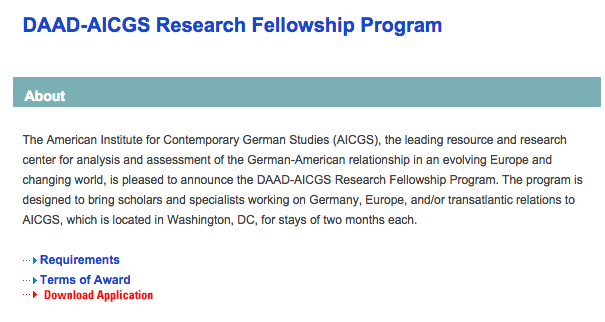 DAAD-AICGS Research Fellowship Program
About
The American Institute for Contemporary German Studies (AICGS), the leading resource and research
center for analysis and assessment of the German-American relationship in an evolving Europe and
changing world, is pleased to announce the DAAD-AICGS Research Fellowship Program. The program is
designed to bring scholars and specialists working on Germany, Europe, and/or transatlantic relations to
AICGS, which is located in Washington, DC, for stays of two months each.
Requirements
Terms of Award
Download Application